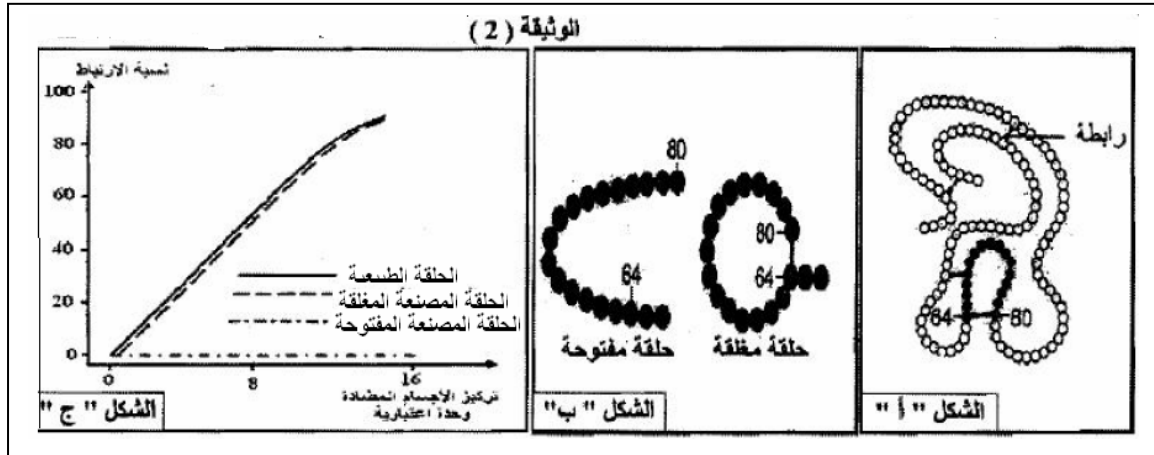 الوثيقة ( 2 )
رابطة
64
80
الشكل " أ "
80
64
80
64
حلقة مفتوحة
حلقة مغلقة
الشكل " ب"
نسبة الارتباط
100
80
60
40
20
0
الحلقة الطبيعية
الحلقة المصنعة المغلقة
الحلقة المصنعة المفتوحة
0
8
16
تركيز الأجسام المضادة
وحدة اعتبارية
الشكل " ج "